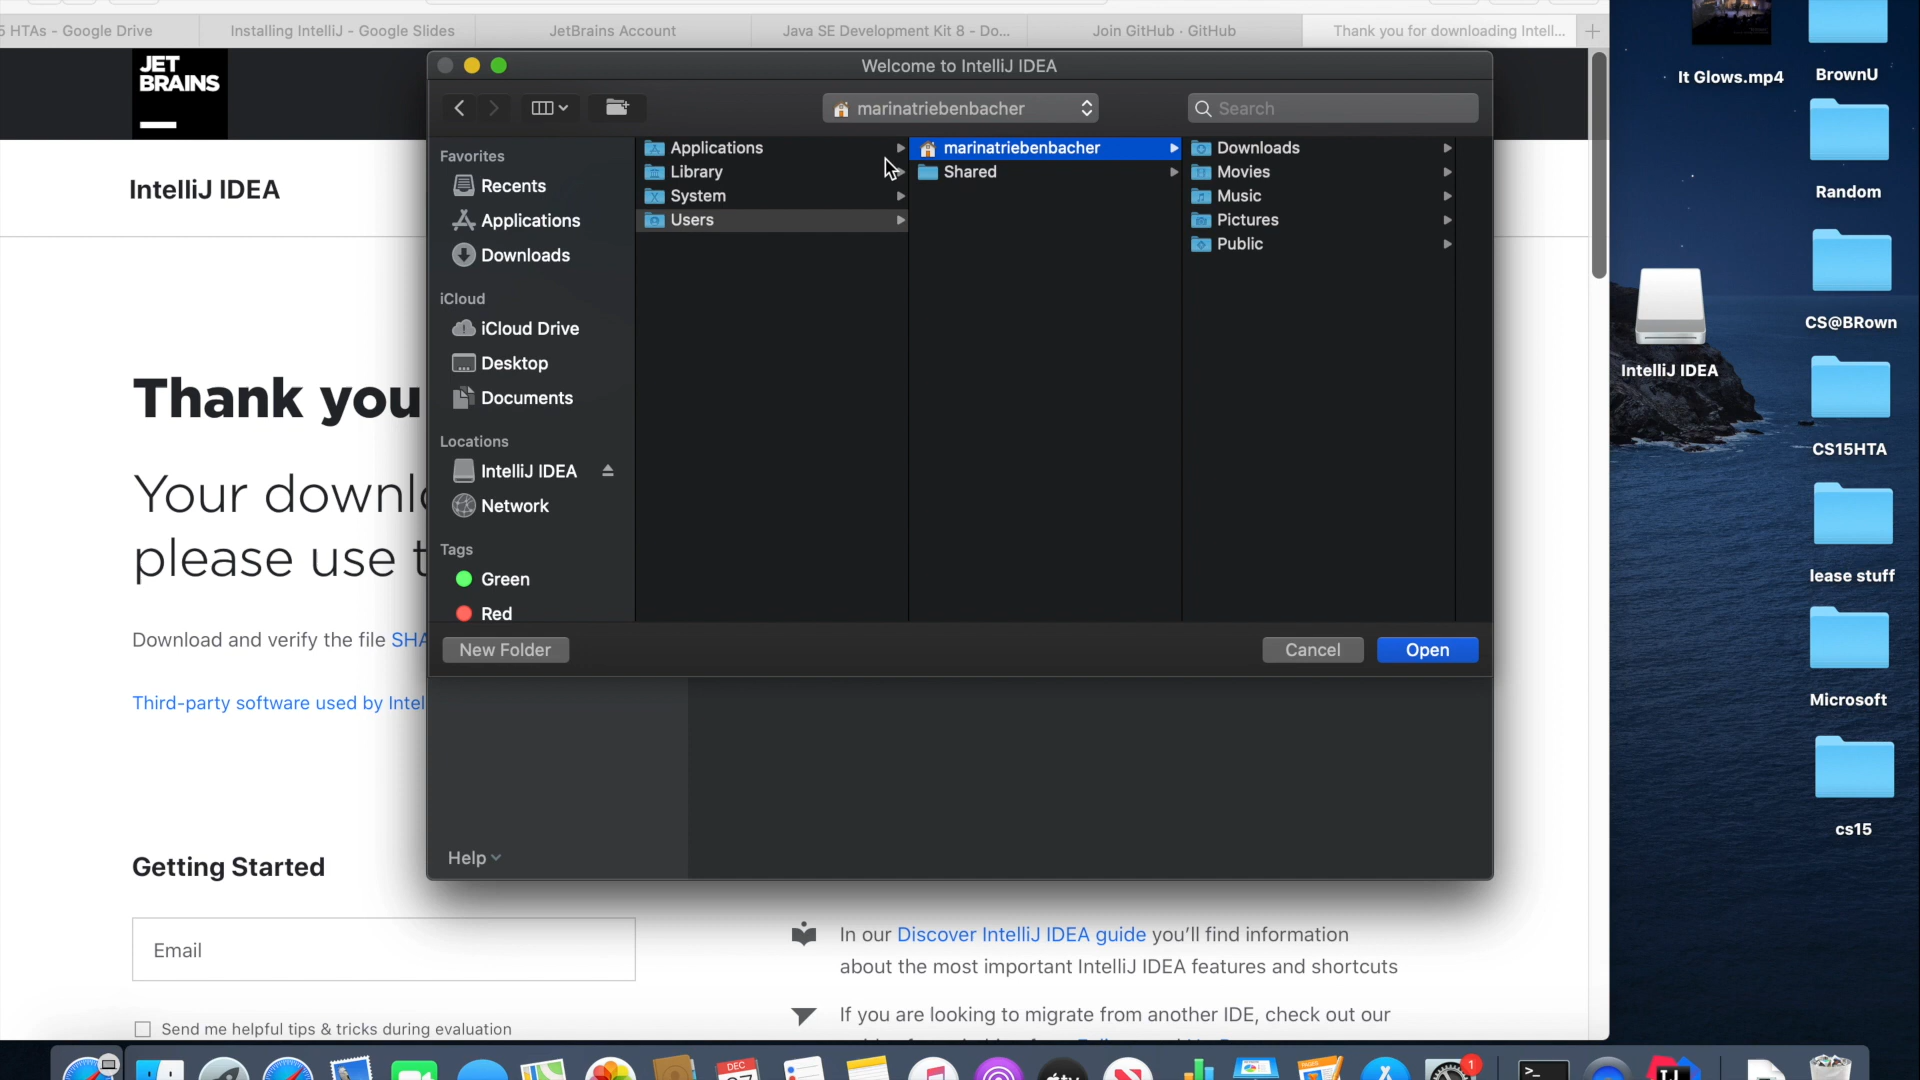 5 HTAs - Google Drive
Installing IntelliJ - Google Slides
JetBrains Account
Java SE Development Kit 8 - Do...
Join GitHub · GitHub
Thank you for downloading Intell...
JET
BRAINS
IntelliJ IDEA
Thank you
Your downlo
please use t
Download and verify the file SHA
Third-party software used by Intel
Getting Started
Email
Send me helpful tips & tricks during evaluation
In our Discover IntelliJ IDEA guide you'll find information
about the most important IntelliJ IDEA features and shortcuts
If you are looking to migrate from another IDE, check out our
Welcome to IntelliJ IDEA
marinatriebenbacher
Search
Favorites
Recents
Applications
Downloads
iCloud
iCloud Drive
Desktop
Documents
Locations
IntelliJ IDEA
Network
Tags
Green
Red
Applications
Library
System
Users
marinatriebenbacher
Shared
Downloads
Movies
Music
Pictures
Public
New Folder
Cancel
Open
Help
It Glows.mp4
BrownU
Random
IntelliJ IDEA
CS@BRown
CS15HTA
lease stuff
Microsoft
cs15
DEC
1
IJ